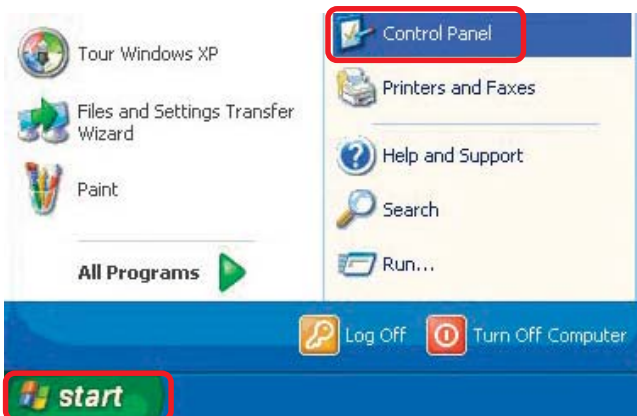 Tour Windows XP
Files and Settings Transfer
Wizard
Paint
All Programs
Control Panel
Printers and Faxes
Help and Support
Search
Run...
Log Off
Turn Off Computer
start